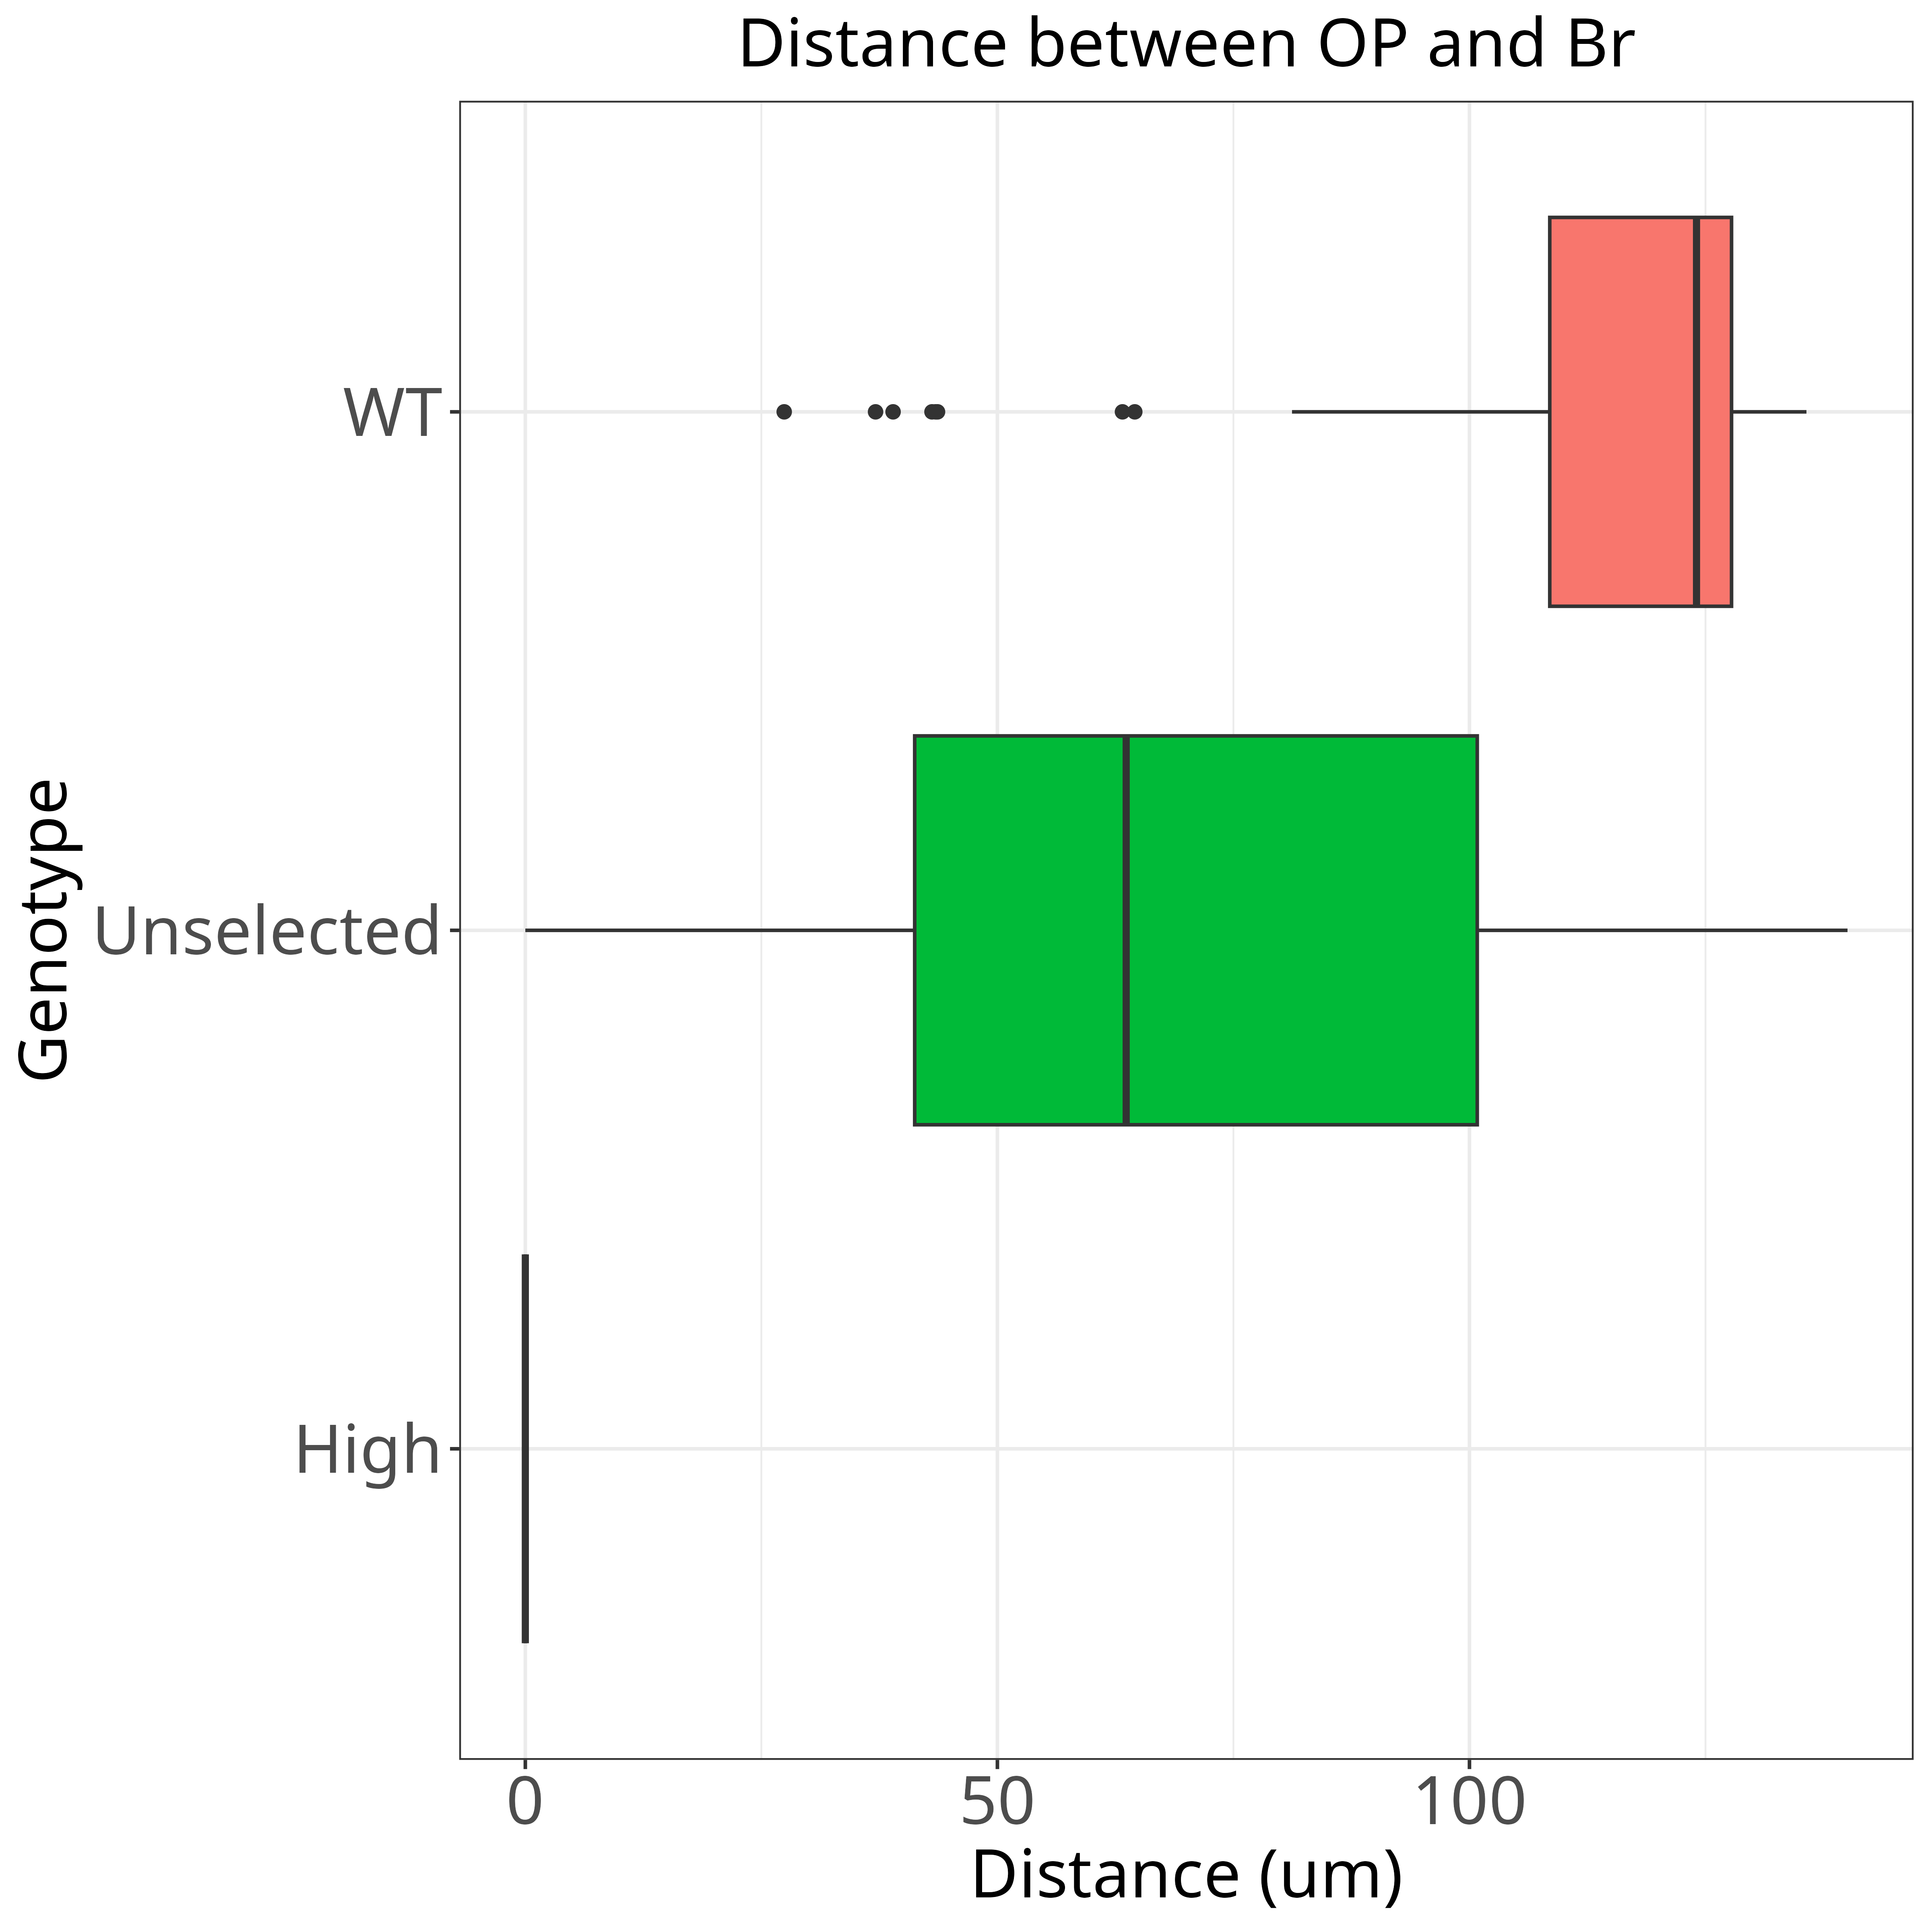 Distance between OP and Br
WT
Unselected
High
Genotype
0 50 100
Distance (um)